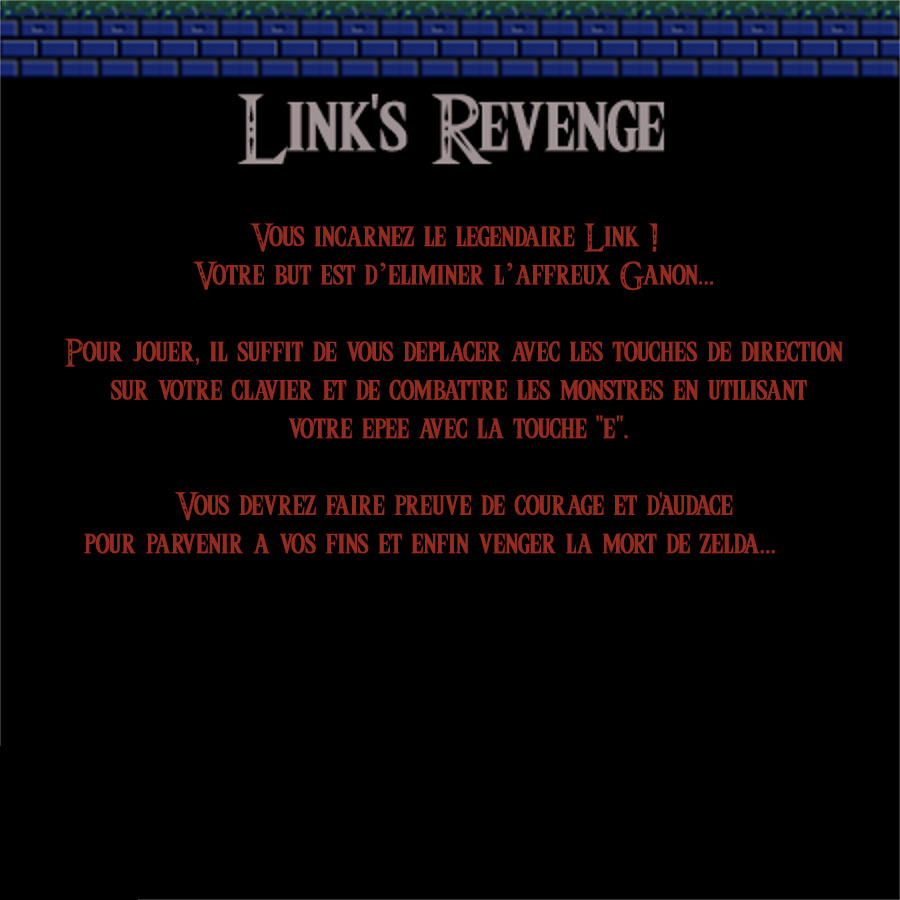 Link's Revenge
Vous incarnez le legendaire Link !
Votre but est d’eliminer l’affreux Ganon...
Pour jouer, il suffit de vous deplacer avec les touches de direction
sur votre clavier et de combattre les monstres en utilisant
votre epee avec la touche "e".
Vous devrez faire preuve de courage et d'audace
pour parvenir a vos fins et enfin venger la mort de zelda...